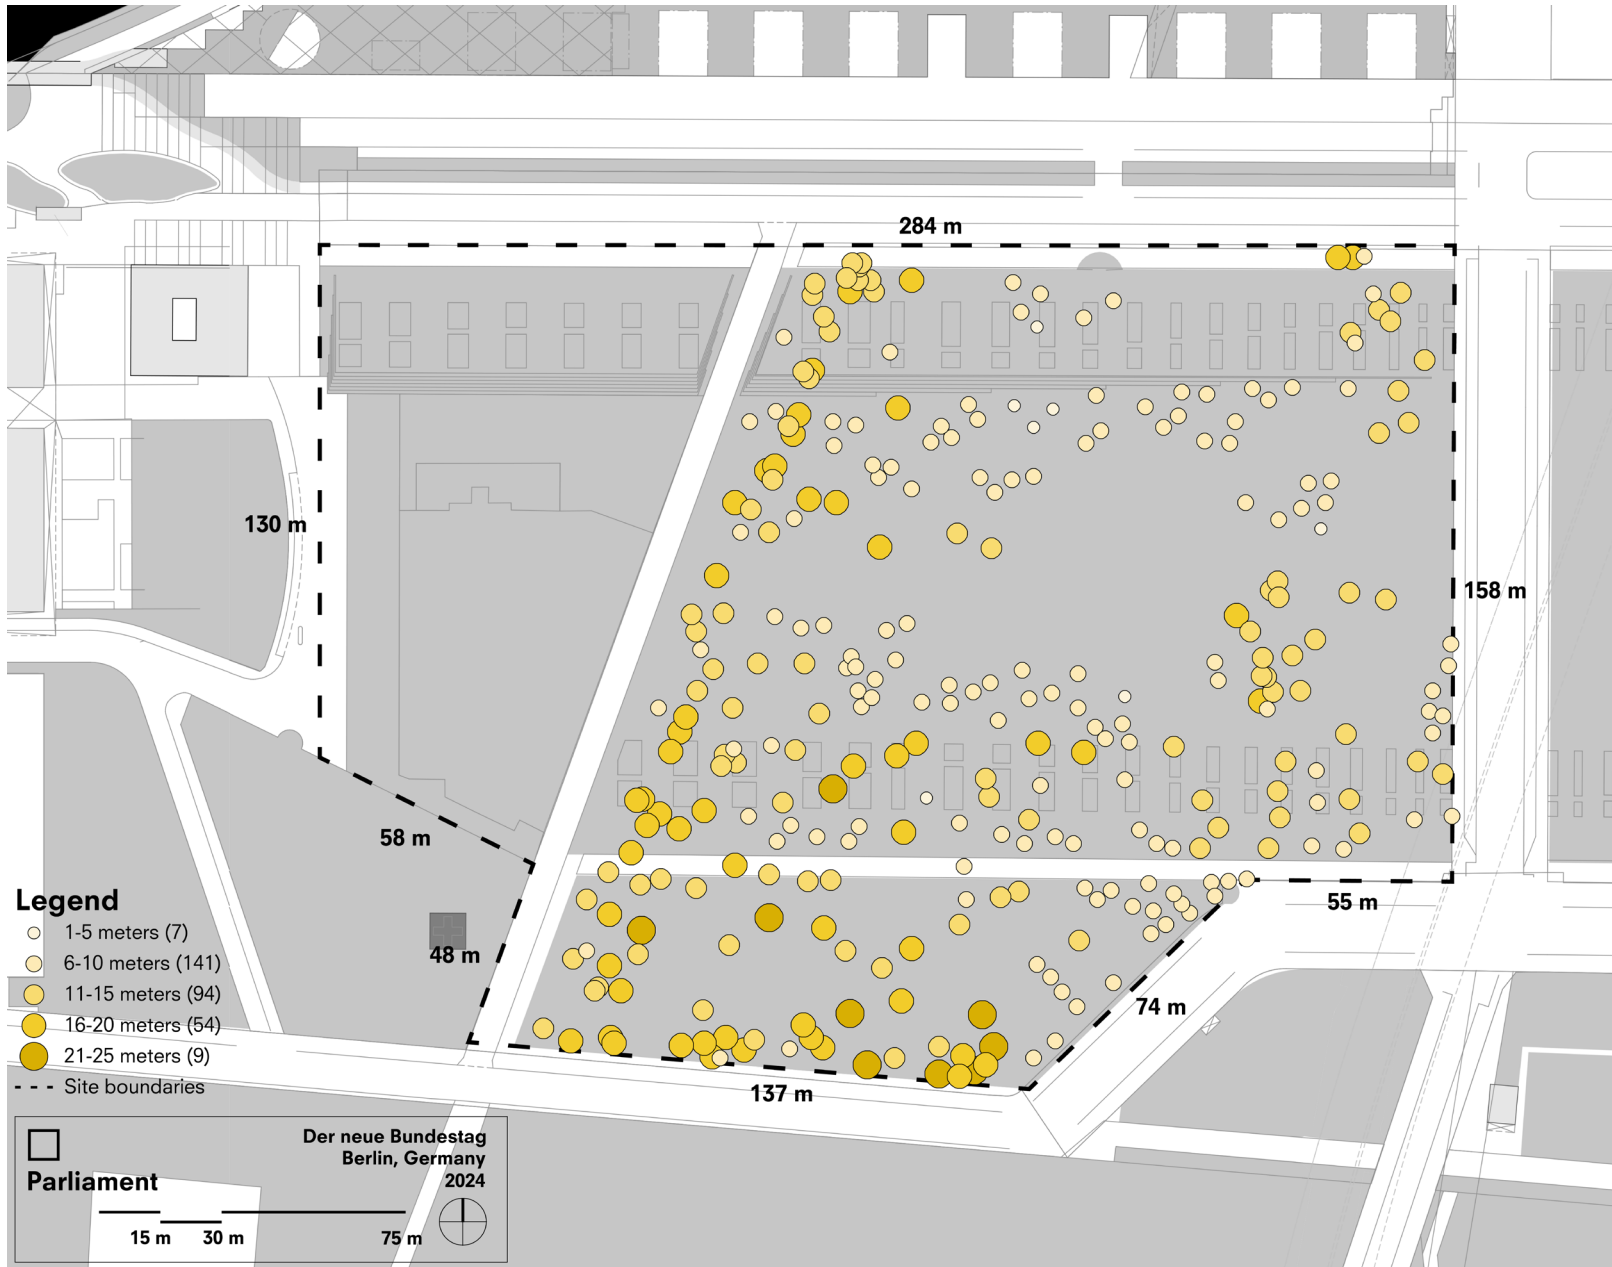 284 m
130 m
158 m
58 m
55 m
48 m
74 m
137 m
Legend
1-5 meters (7)
6-10 meters (141)
11-15 meters (94)
16-20 meters (54)
21-25 meters (9)
Site boundaries
Der neue Bundestag
Berlin, Germany
2024
Parliament
15 m 30 m 75 m